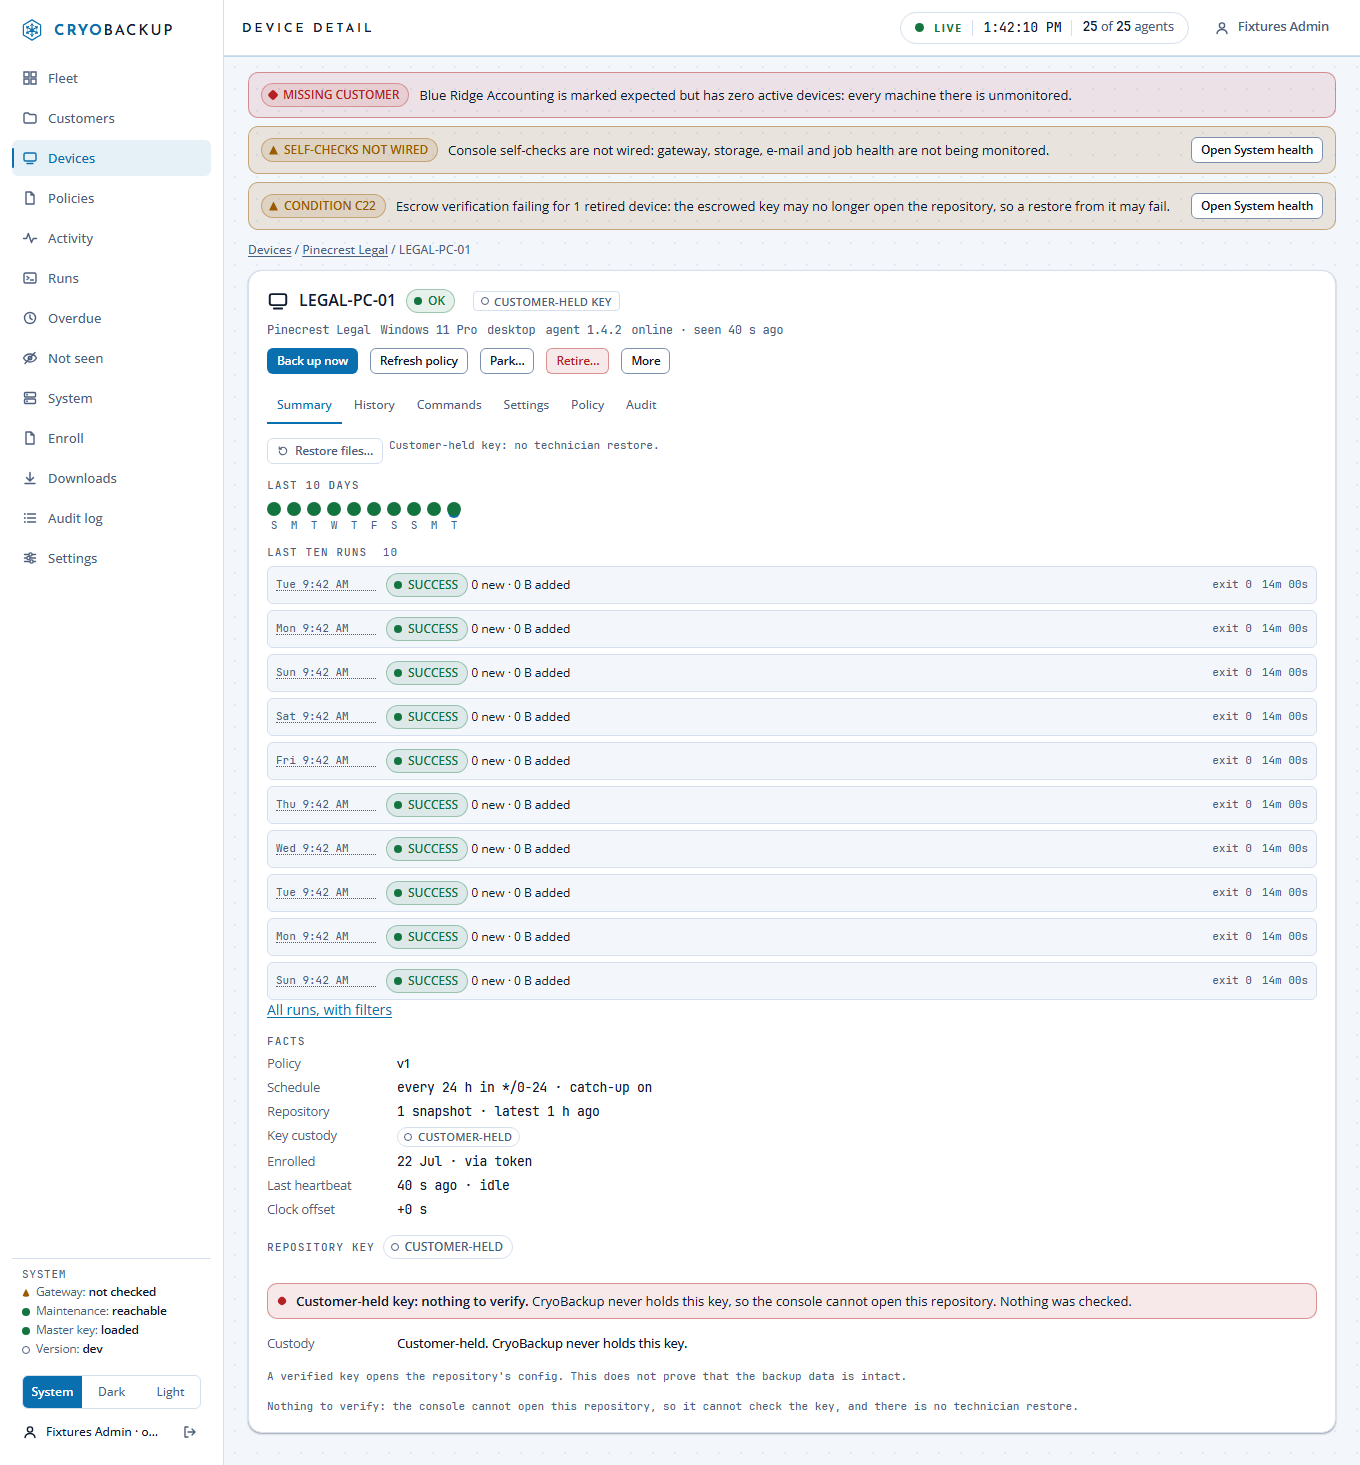 CRYOBACKUP
DEVICE DETAIL
LIVE 1:42:10 PM 25 of 25 agents
Fixtures Admin
Fleet
Customers
Devices
Policies
Activity
Runs
Overdue
Not seen
System
Enroll
Downloads
Audit log
Settings
MISSING CUSTOMER Blue Ridge Accounting is marked expected but has zero active devices: every machine there is unmonitored.
SELF-CHECKS NOT WIRED Console self-checks are not wired: gateway, storage, e-mail and job health are not being monitored. Open System health
CONDITION C22 Escrow verification failing for 1 retired device: the escrowed key may no longer open the repository, so a restore from it may fail. Open System health
Devices / Pinecrest Legal / LEGAL-PC-01
LEGAL-PC-01 OK CUSTOMER-HELD KEY
Pinecrest Legal Windows 11 Pro desktop agent 1.4.2 online · seen 40 s ago
Back up now Refresh policy Park... Retire... More
Summary History Commands Settings Policy Audit
Restore files... Customer-held key: no technician restore.
LAST 10 DAYS
S M T W T F S S M T
LAST TEN RUNS 10
Tue 9:42 AM SUCCESS 0 new · 0 B added exit 0 14m 00s
Mon 9:42 AM SUCCESS 0 new · 0 B added exit 0 14m 00s
Sun 9:42 AM SUCCESS 0 new · 0 B added exit 0 14m 00s
Sat 9:42 AM SUCCESS 0 new · 0 B added exit 0 14m 00s
Fri 9:42 AM SUCCESS 0 new · 0 B added exit 0 14m 00s
Thu 9:42 AM SUCCESS 0 new · 0 B added exit 0 14m 00s
Wed 9:42 AM SUCCESS 0 new · 0 B added exit 0 14m 00s
Tue 9:42 AM SUCCESS 0 new · 0 B added exit 0 14m 00s
Mon 9:42 AM SUCCESS 0 new · 0 B added exit 0 14m 00s
Sun 9:42 AM SUCCESS 0 new · 0 B added exit 0 14m 00s
All runs, with filters
FACTS
Policy v1
Schedule every 24 h in */0-24 · catch-up on
Repository 1 snapshot · latest 1 h ago
Key custody CUSTOMER-HELD
Enrolled 22 Jul · via token
Last heartbeat 40 s ago · idle
Clock offset +0 s
REPOSITORY KEY CUSTOMER-HELD
Customer-held key: nothing to verify. CryoBackup never holds this key, so the console cannot open this repository. Nothing was checked.
Custody Customer-held. CryoBackup never holds this key.
A verified key opens the repository's config. This does not prove that the backup data is intact.
Nothing to verify: the console cannot open this repository, so it cannot check the key, and there is no technician restore.
SYSTEM
Gateway: not checked
Maintenance: reachable
Master key: loaded
Version: dev
System Dark Light
Fixtures Admin · o...